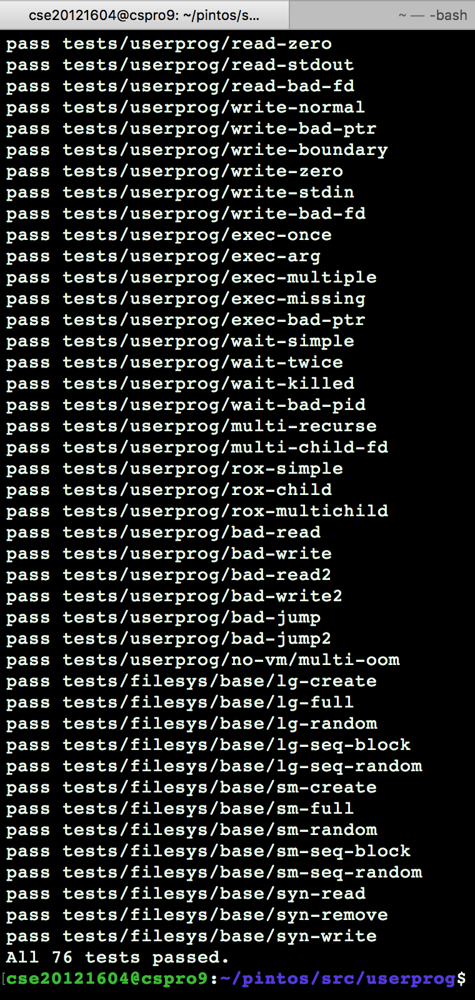 cse20121604@cspro9: ~/pintos/s...
~ — -bash
pass tests/userprog/read-zero
pass tests/userprog/read-stdout
pass tests/userprog/read-bad-fd
pass tests/userprog/write-normal
pass tests/userprog/write-bad-ptr
pass tests/userprog/write-boundary
pass tests/userprog/write-zero
pass tests/userprog/write-stdin
pass tests/userprog/write-bad-fd
pass tests/userprog/exec-once
pass tests/userprog/exec-arg
pass tests/userprog/exec-multiple
pass tests/userprog/exec-missing
pass tests/userprog/exec-bad-ptr
pass tests/userprog/wait-simple
pass tests/userprog/wait-twice
pass tests/userprog/wait-killed
pass tests/userprog/wait-bad-pid
pass tests/userprog/multi-recurse
pass tests/userprog/multi-child-fd
pass tests/userprog/rox-simple
pass tests/userprog/rox-child
pass tests/userprog/rox-multichild
pass tests/userprog/bad-read
pass tests/userprog/bad-write
pass tests/userprog/bad-read2
pass tests/userprog/bad-write2
pass tests/userprog/bad-jump
pass tests/userprog/bad-jump2
pass tests/userprog/no-vm/multi-oom
pass tests/filesys/base/lg-create
pass tests/filesys/base/lg-full
pass tests/filesys/base/lg-random
pass tests/filesys/base/lg-seq-block
pass tests/filesys/base/lg-seq-random
pass tests/filesys/base/sm-create
pass tests/filesys/base/sm-full
pass tests/filesys/base/sm-random
pass tests/filesys/base/sm-seq-block
pass tests/filesys/base/sm-seq-random
pass tests/filesys/base/syn-read
pass tests/filesys/base/syn-remove
pass tests/filesys/base/syn-write
All 76 tests passed.
[cse20121604@cspro9:~/pintos/src/userprog$